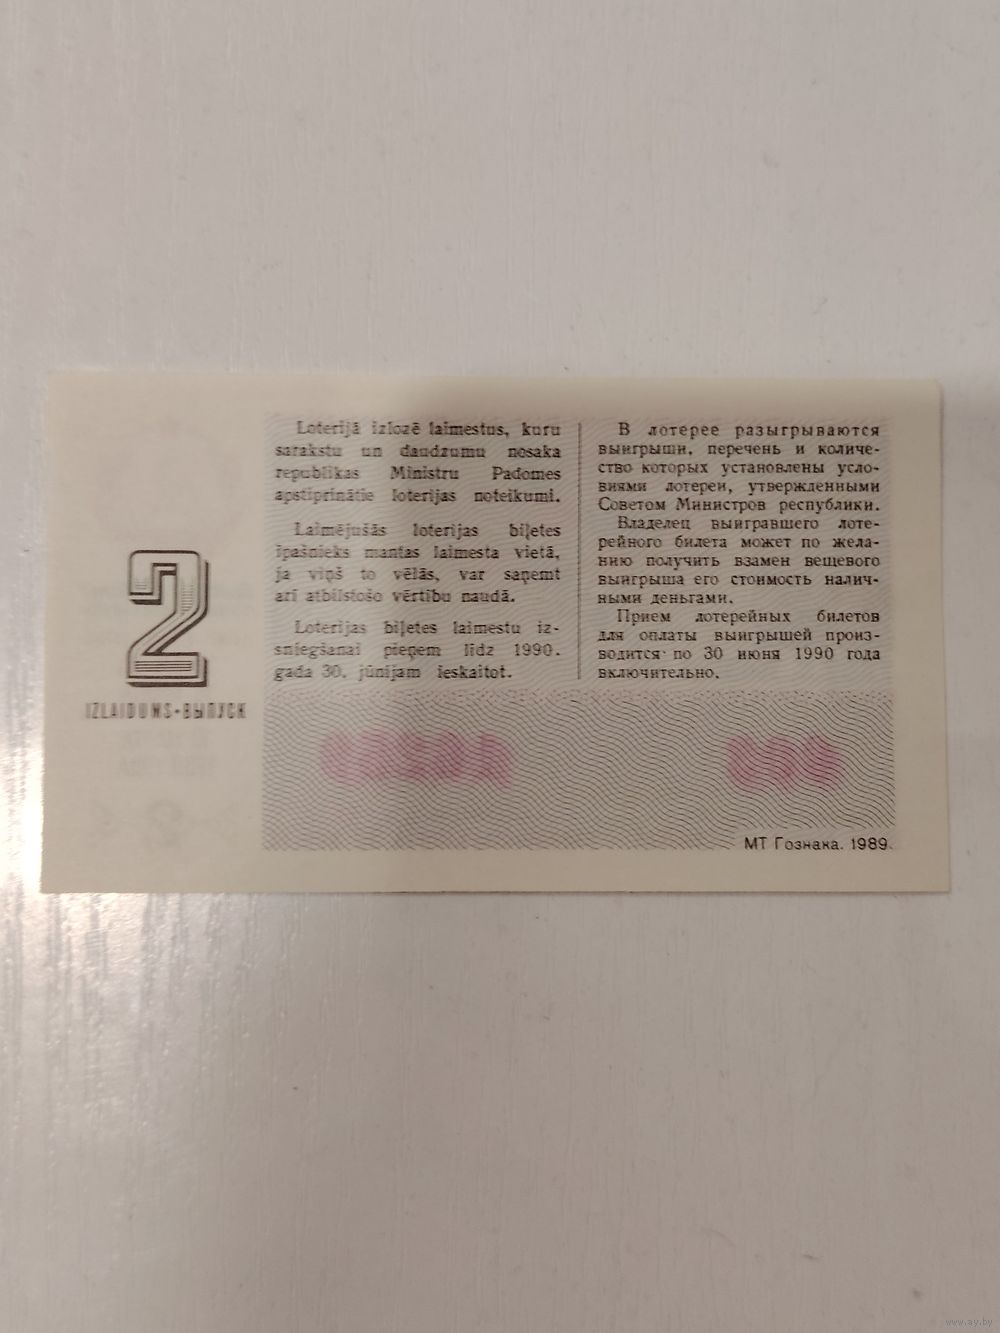 Loterijā izlozē laimestus, kuru
sarakstu un daudzumu nosaka
republikas Ministru Padomes
apstiprinātie loterijas noteikumi.
Laimējušās loterijas biļetes
īpašnieks mantas laimesta vietā,
ja viņš to vēlās, var saņemt
arī atbilstošo vērtību naudā.
Loterijas biļetes laimestu iz-
sniegšanai pieņem līdz 1990.
gada 30. jūnijam ieskaitot.
В лотерее разыгрываются
выигрыши, перечень и количе-
ство которых установлены усло-
виями лотереи, утвержденными
Советом Министров республики.
Владелец выигравшего лоте-
рейного билета может по жела-
нию получить взамен вещевого
выигрыша его стоимость налич-
ными деньгами.
Прием лотерейных билетов
для оплаты выигрышей произ-
водится по 30 июня 1990 года
включительно.
2
IZLAIDUMS•ВЫПУСК
МТ Гознака. 1989.
www.ay.by